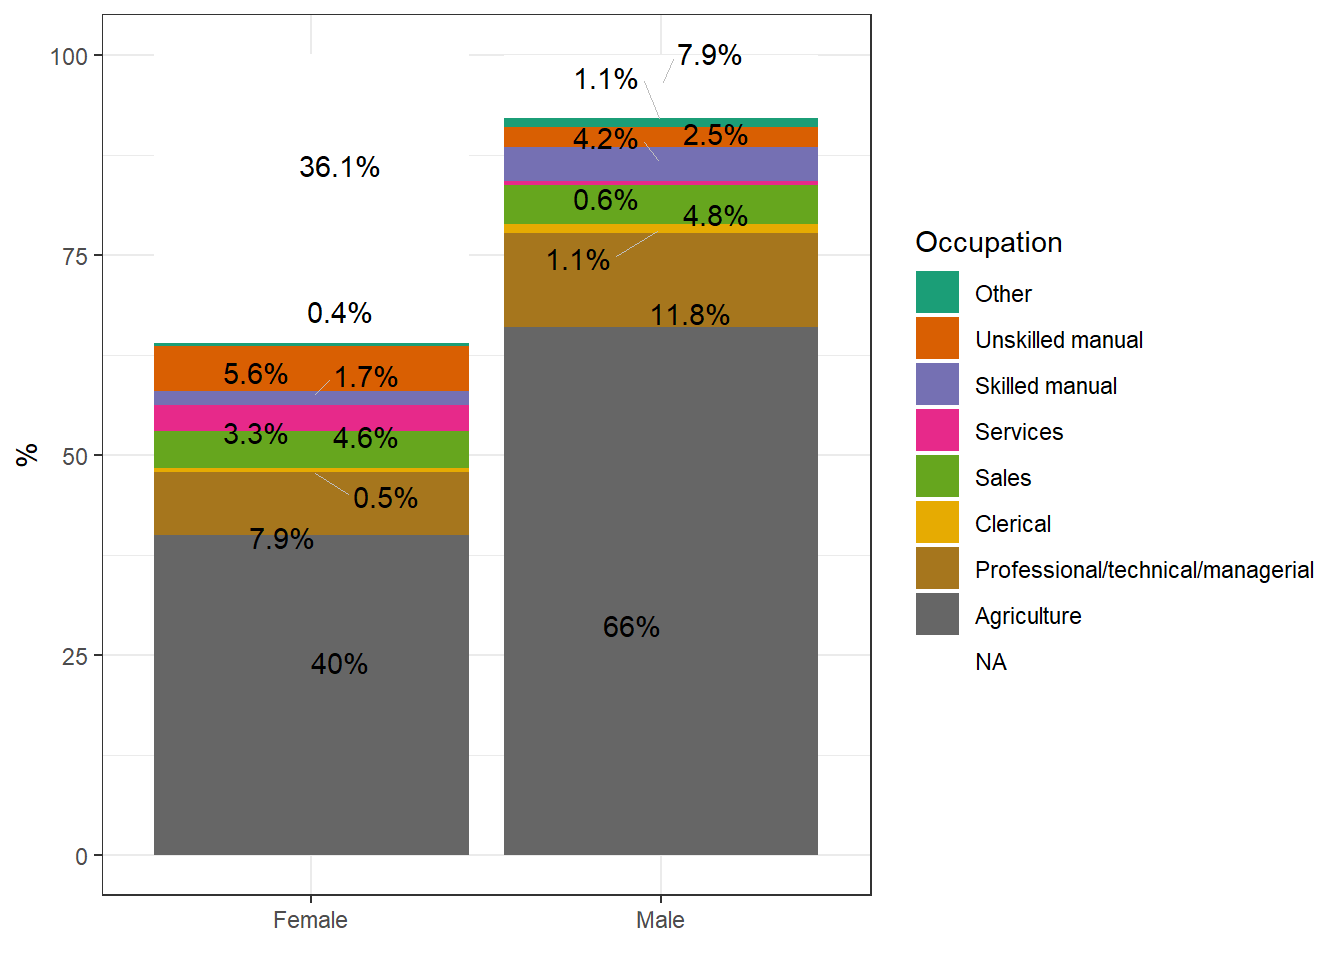 100
75
50
25
0
%
36.1%
0.4%
5.6%
1.7%
3.3%
4.6%
0.5%
7.9%
40%
7.9%
1.1%
4.2%
2.5%
0.6%
4.8%
1.1%
11.8%
66%
Female
Male
Occupation
Other
Unskilled manual
Skilled manual
Services
Sales
Clerical
Professional/technical/managerial
Agriculture
NA